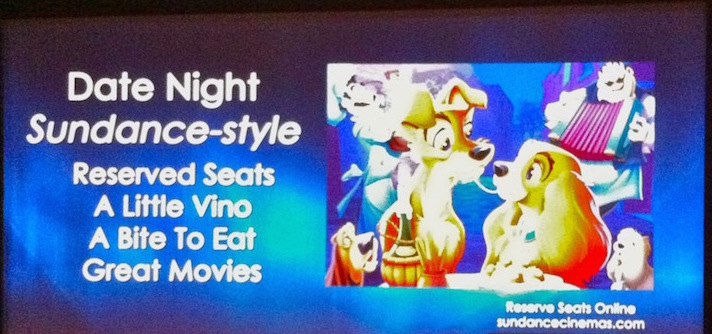 Date Night
Sundance-style
Reserved Seats
A Little Vino
A Bite To Eat
Great Movies
Reserve Seats Online
sundancecinemas.com